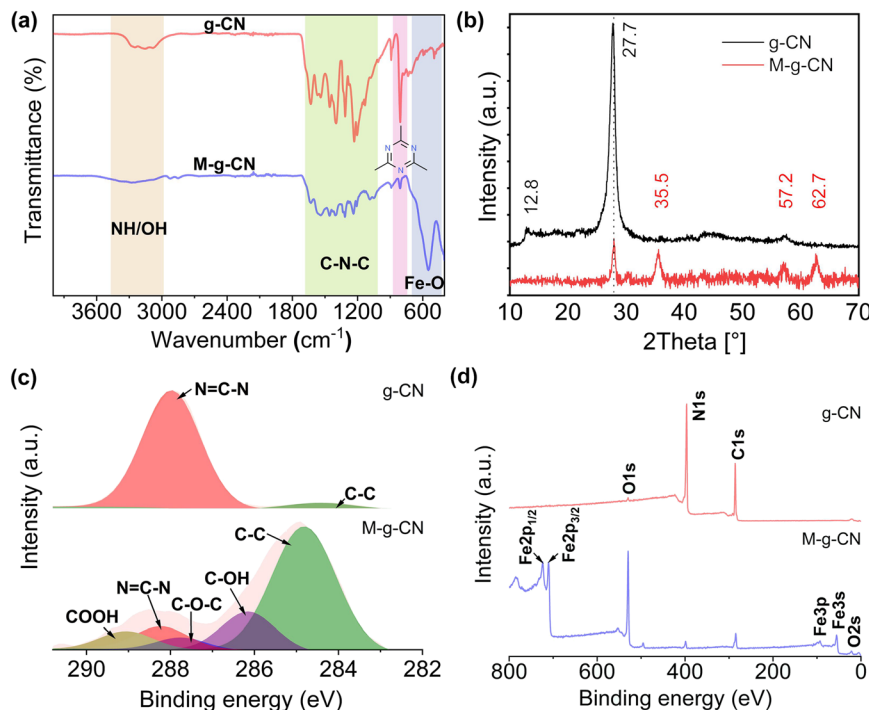 (a)
g-CN
M-g-CN
NH/OH
C-N-C
Fe-O
N
N
N
Transmittance (%)
3600 3000 2400 1800 1200 600
Wavenumber (cm⁻¹)
(b)
27.7
g-CN
M-g-CN
12.8
35.5
57.2
62.7
Intensity (a.u.)
10 20 30 40 50 60 70
2Theta [°]
(c)
N=C-N
g-CN
C-C
M-g-CN
C-C
C-OH
N=C-N
C-O-C
COOH
Intensity (a.u.)
290 288 286 284 282
Binding energy (eV)
(d)
N1s
g-CN
C1s
O1s
M-g-CN
Fe2p₁/₂
Fe2p₃/₂
Fe3p
Fe3s
O2s
Intensity (a.u.)
800 600 400 200 0
Binding energy (eV)